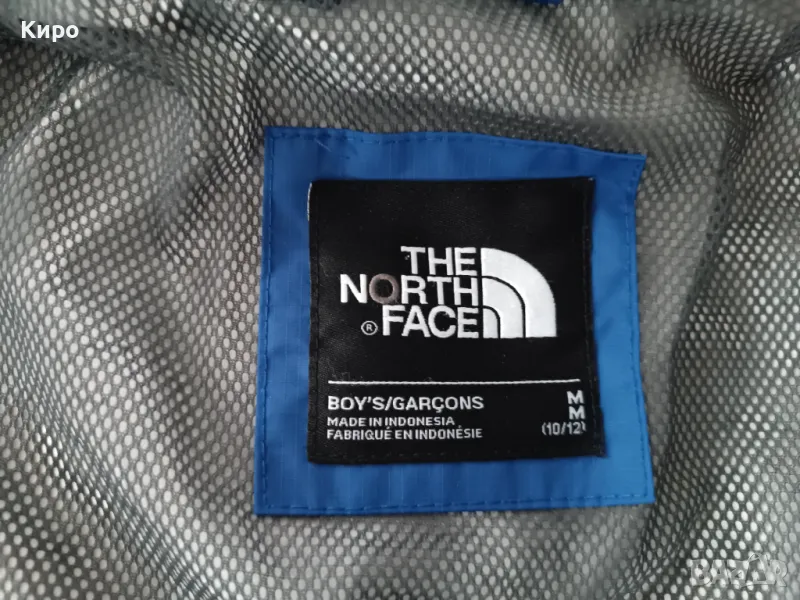 Киро
THE
NORTH
® FACE
BOY'S/GARÇONS M
MADE IN INDONESIA M
FABRIQUÉ EN INDONÉSIE (10/12)